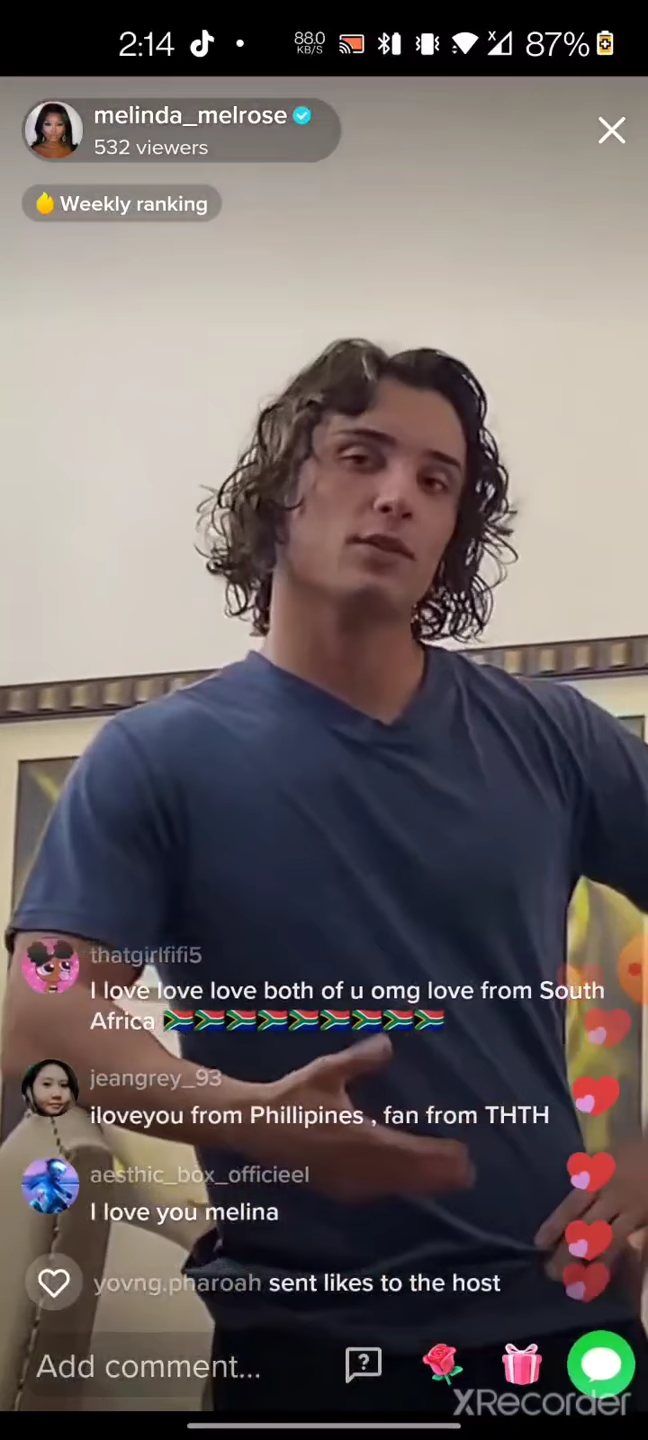 2:14
88.0
KB/S
X
87%
melinda_melrose
532 viewers
Weekly ranking
thatgirlfifi5
I love love love both of u omg love from South
Africa 🇿🇦🇿🇦🇿🇦🇿🇦🇿🇦🇿🇦🇿🇦🇿🇦🇿🇦
jeangrey_93
iloveyou from Phillipines , fan from THTH
aesthic_box_officieel
I love you melina
yovng.pharoah sent likes to the host
Add comment...
?
XRecorder